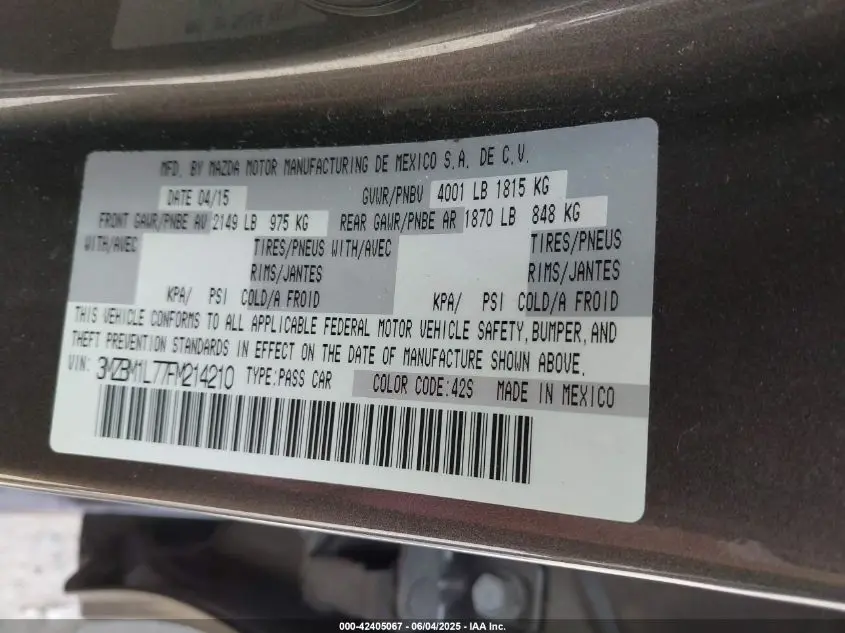 MFD. BY MAZDA MOTOR MANUFACTURING DE MEXICO S.A. DE C.V.
DATE 04/15 GVWR/PNBV 4001 LB 1815 KG
FRONT GAWR/PNBE AV 2149 LB 975 KG REAR GAWR/PNBE AR 1870 LB 848 KG
WITH/AVEC TIRES/PNEUS WITH/AVEC TIRES/PNEUS
RIMS/JANTES RIMS/JANTES
KPA/ PSI COLD/A FROID KPA/ PSI COLD/A FROID
THIS VEHICLE CONFORMS TO ALL APPLICABLE FEDERAL MOTOR VEHICLE SAFETY, BUMPER, AND
THEFT PREVENTION STANDARDS IN EFFECT ON THE DATE OF MANUFACTURE SHOWN ABOVE.
VIN: 3MZBM1L77FM214210 TYPE:PASS CAR COLOR CODE:42S MADE IN MEXICO
000-42405067 - 06/04/2025 - IAA Inc.